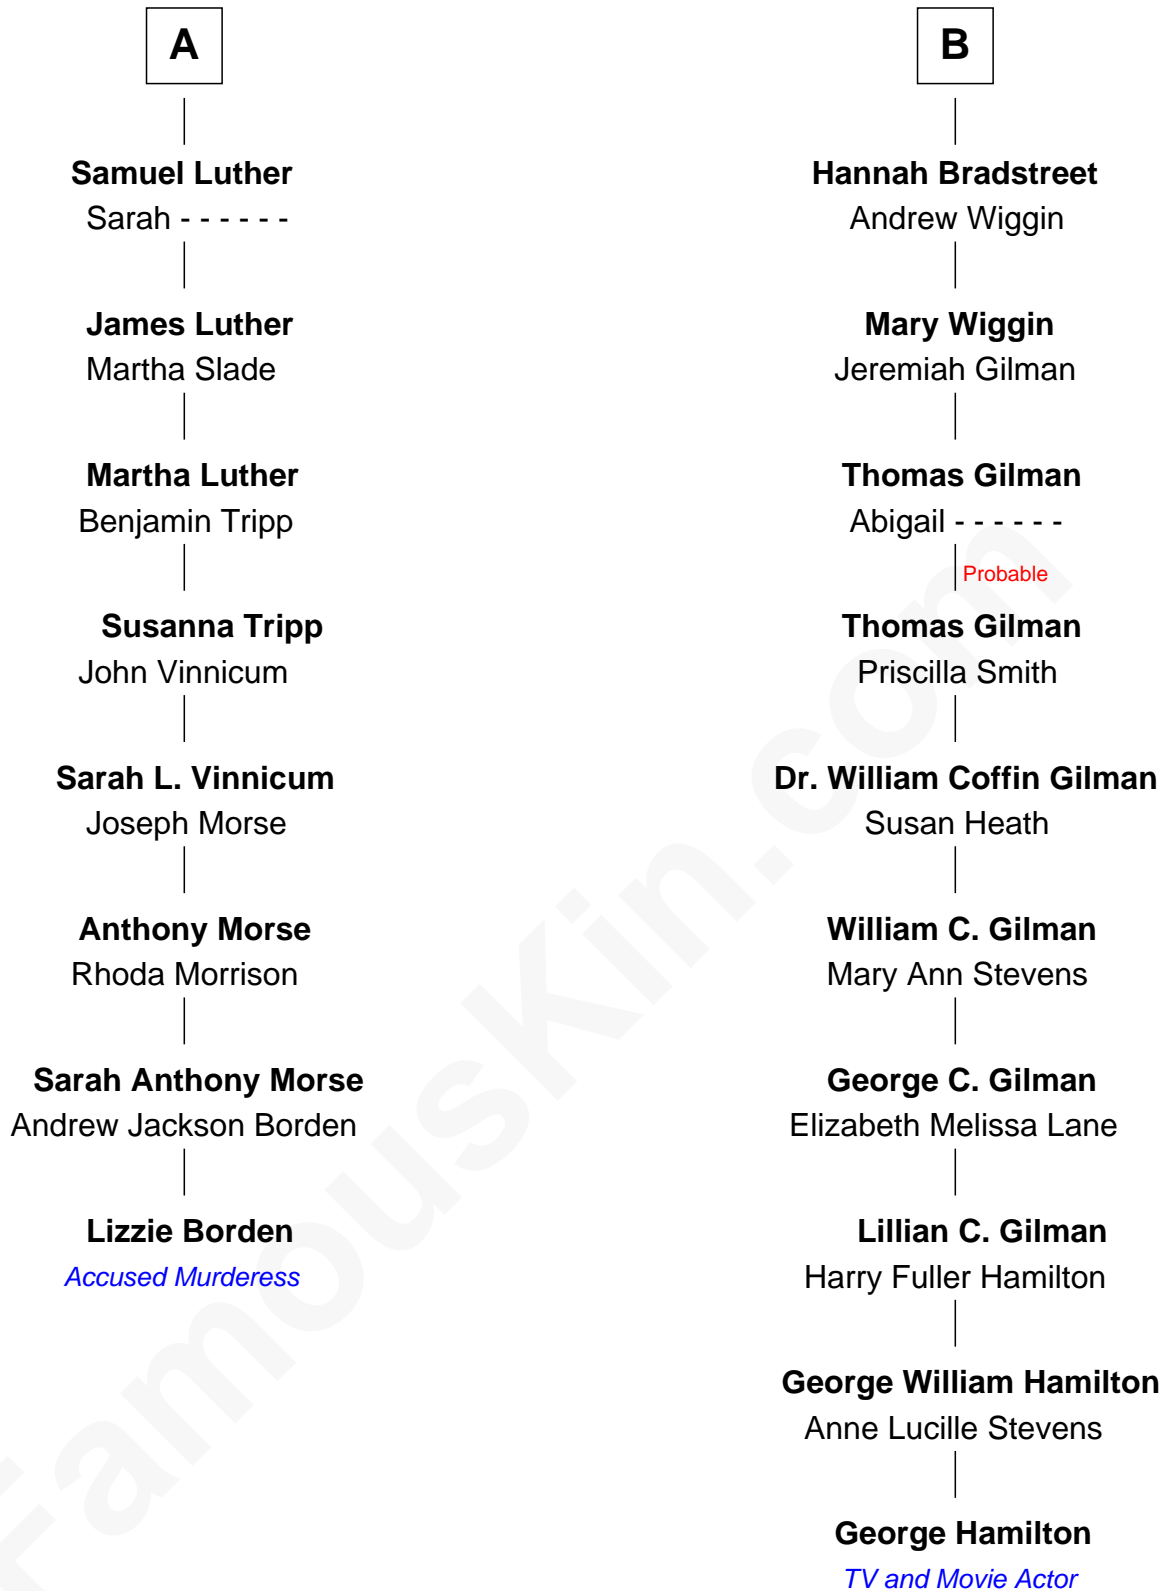 A
Samuel Luther
Sarah - - - - - -
James Luther
Martha Slade
Martha Luther
Benjamin Tripp
Susanna Tripp
John Vinnicum
Sarah L. Vinnicum
Joseph Morse
Anthony Morse
Rhoda Morrison
Sarah Anthony Morse
Andrew Jackson Borden
Lizzie Borden
Accused Murderess
B
Hannah Bradstreet
Andrew Wiggin
Mary Wiggin
Jeremiah Gilman
Thomas Gilman
Abigail - - - - - -
Probable
Thomas Gilman
Priscilla Smith
Dr. William Coffin Gilman
Susan Heath
William C. Gilman
Mary Ann Stevens
George C. Gilman
Elizabeth Melissa Lane
Lillian C. Gilman
Harry Fuller Hamilton
George William Hamilton
Anne Lucille Stevens
George Hamilton
TV and Movie Actor
FamousKin.com